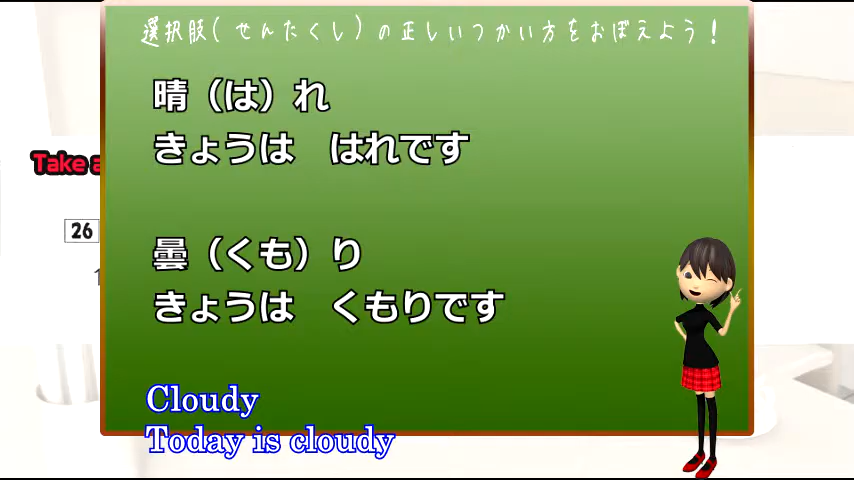 選択肢(せんたくし)の正しいつかい方をおぼえよう!
晴（は）れ
きょうは　はれです
曇（くも）り
きょうは　くもりです
Take
26
Cloudy
Today is cloudy